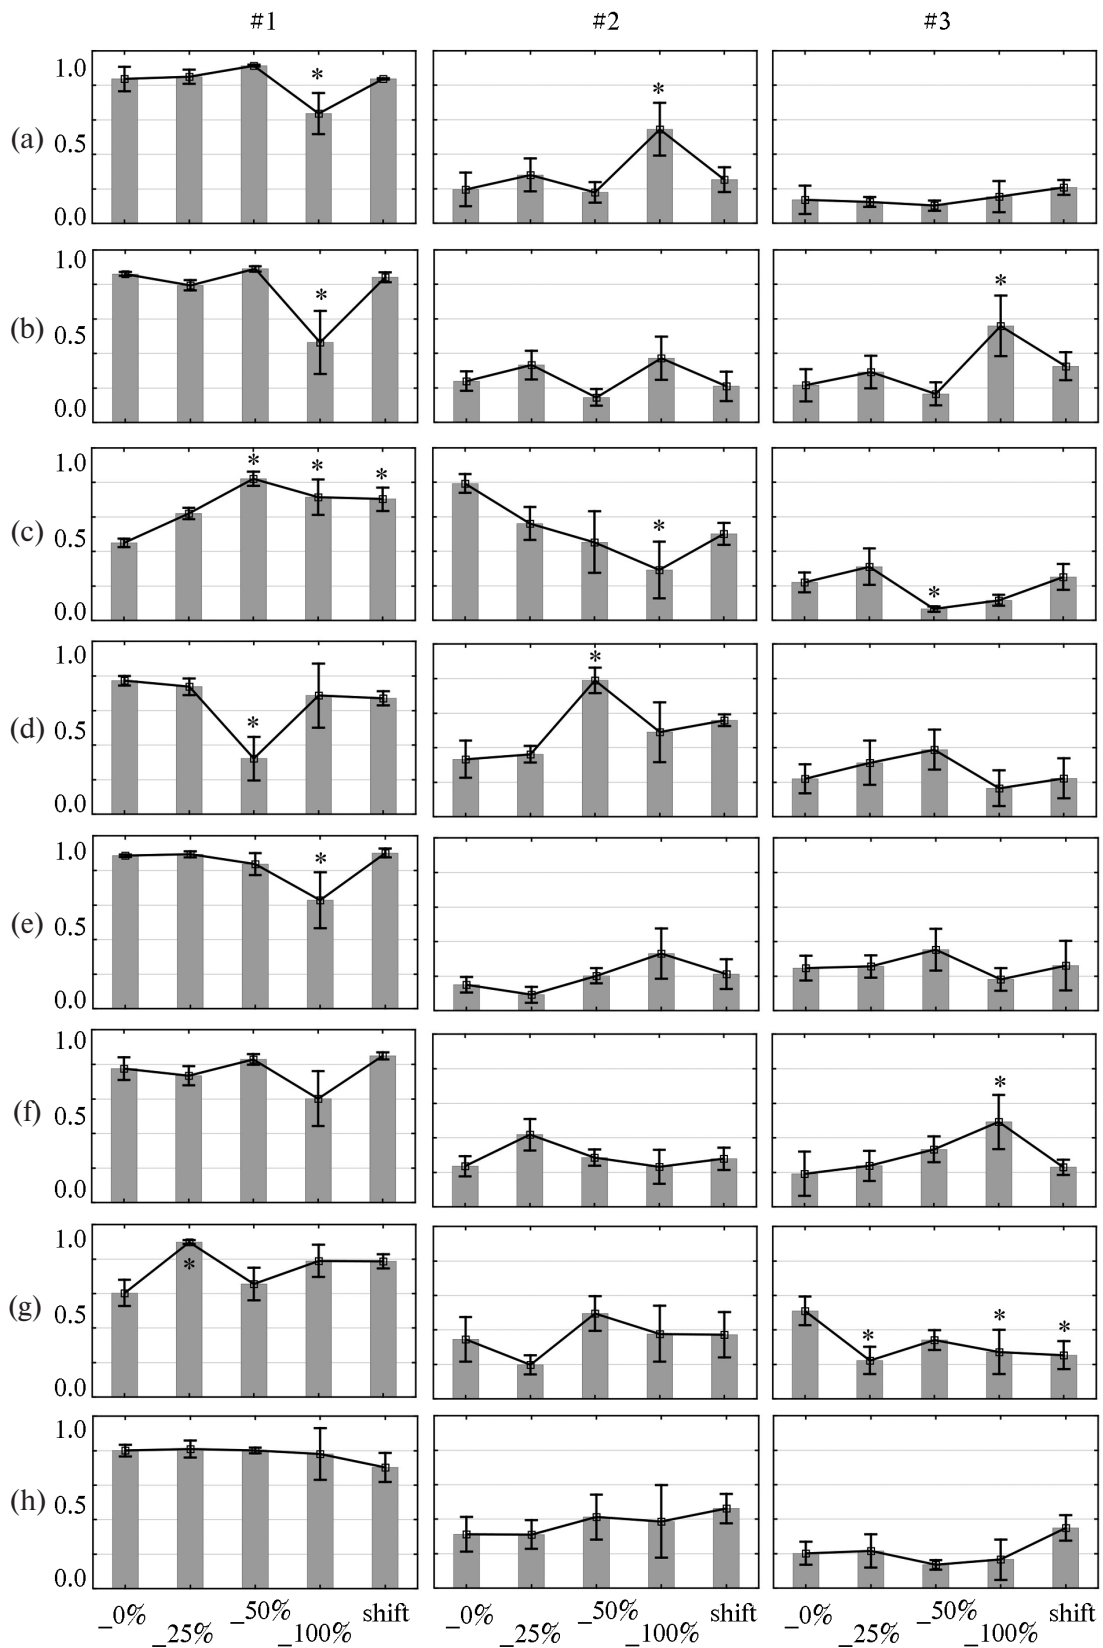 #1 #2 #3
*
*
(a) 1.0 0.5 0.0
*
*
(b) 1.0 0.5 0.0
* * *
*
*
(c) 1.0 0.5 0.0
*
*
(d) 1.0 0.5 0.0
*
(e) 1.0 0.5 0.0
*
(f) 1.0 0.5 0.0
*
* * *
(g) 1.0 0.5 0.0
(h) 1.0 0.5 0.0
_0% _25% _50% _100% shift
_0% _25% _50% _100% shift
_0% _25% _50% _100% shift